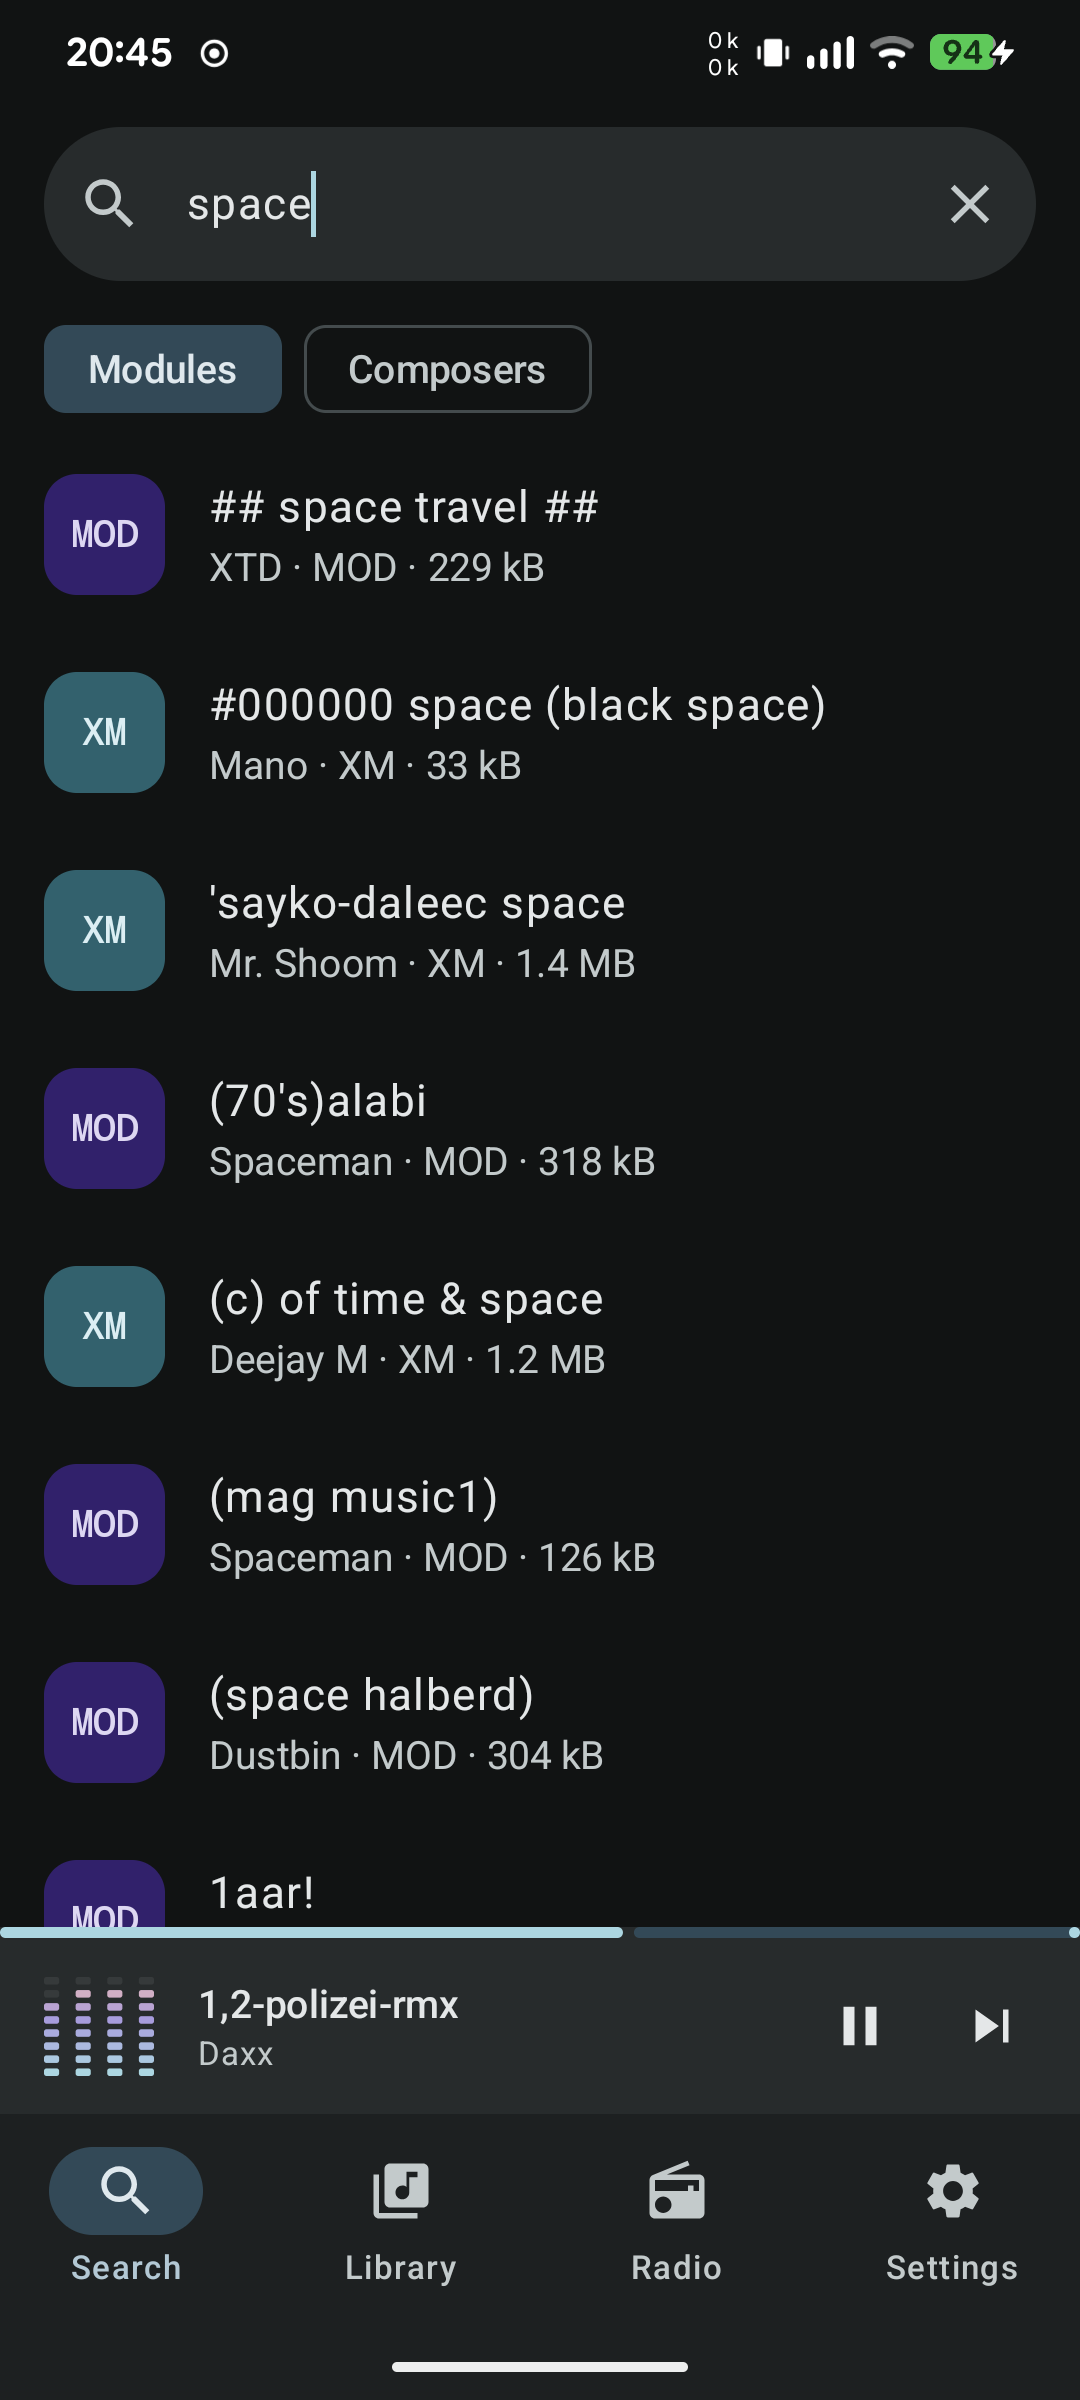 20:45
0 k
0 k
94
space
Modules
Composers
MOD
## space travel ##
XTD · MOD · 229 kB
XM
#000000 space (black space)
Mano · XM · 33 kB
XM
'sayko-daleec space
Mr. Shoom · XM · 1.4 MB
MOD
(70's)alabi
Spaceman · MOD · 318 kB
XM
(c) of time & space
Deejay M · XM · 1.2 MB
MOD
(mag music1)
Spaceman · MOD · 126 kB
MOD
(space halberd)
Dustbin · MOD · 304 kB
MOD
1aar!
1,2-polizei-rmx
Daxx
Search
Library
Radio
Settings